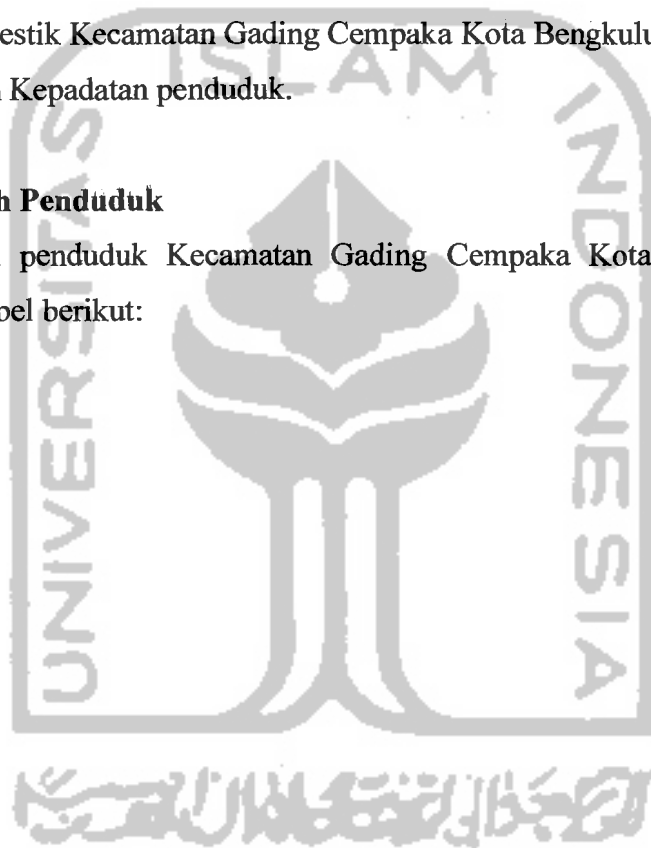 estik Kecamatan Gading Cempaka Kota Bengkulu
n Kepadatan penduduk.
h Penduduk
penduduk Kecamatan Gading Cempaka Kota
bel berikut:
ISLAM
UNIVERSITAS
INDONESIA